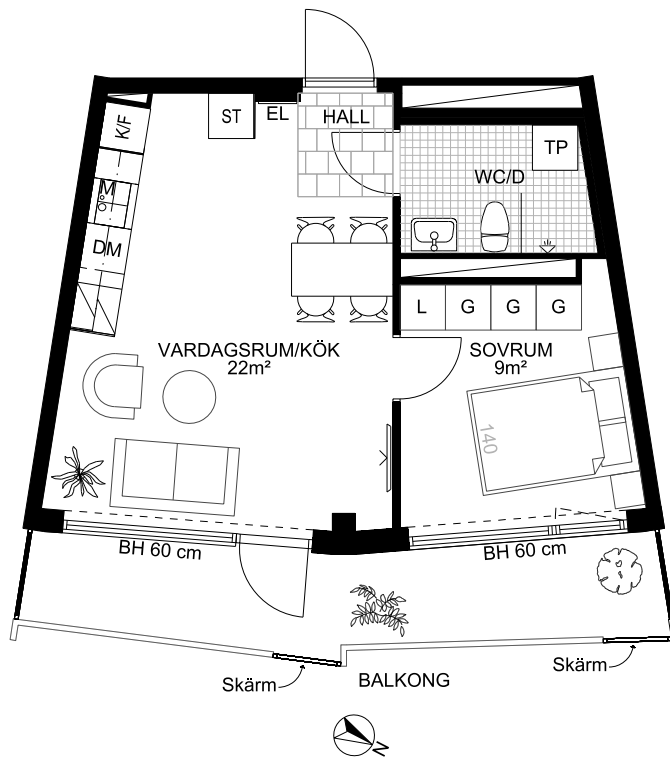 K/F
ST
EL
HALL
TP
WC/D
M
DM
L
G
G
G
VARDAGSRUM/KÖK
22m²
SOVRUM
9m²
140
BH 60 cm
BH 60 cm
Skärm
BALKONG
Skärm
N